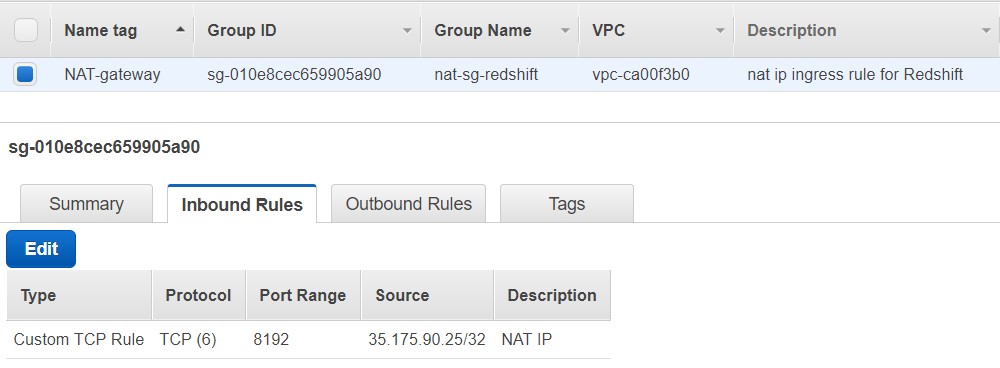 Name tag Group ID Group Name VPC Description
NAT-gateway sg-010e8cec659905a90 nat-sg-redshift vpc-ca00f3b0 nat ip ingress rule for Redshift
sg-010e8cec659905a90
Summary Inbound Rules Outbound Rules Tags
Edit
Type Protocol Port Range Source Description
Custom TCP Rule TCP (6) 8192 35.175.90.25/32 NAT IP